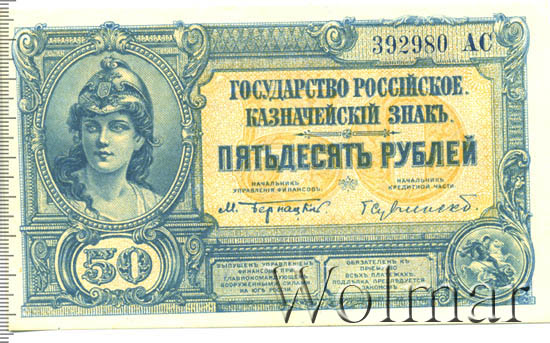 392980 АС
ГОСУДАРСТВО РОССІЙСКОЕ.
КАЗНАЧЕЙСКІЙ ЗНАКЪ.
ПЯТЬДЕСЯТЪ РУБЛЕЙ
НАЧАЛЬНИКЪ
УПРАВЛЕНІЯ ФИНАНСОВЪ.
НАЧАЛЬНИКЪ
КРЕДИТНОЙ ЧАСТИ
М. Бернацкій
50
ВЫПУЩЕНЪ УПРАВЛЕНІЕМЪ
ФИНАНСОВЪ ПРИ
ГЛАВНОКОМАНДУЮЩЕМЪ
ВООРУЖЕННЫМИ СИЛАМИ
НА ЮГѢ РОССІИ.
ОБЯЗАТЕЛЕНЪ КЪ
ПРІЕМУ ВО
ВСѢХЪ ПЛАТЕЖАХЪ.
ПОДДѢЛКА ПРЕСЛѢДУЕТСЯ
ЗАКОНОМЪ
Wolmar